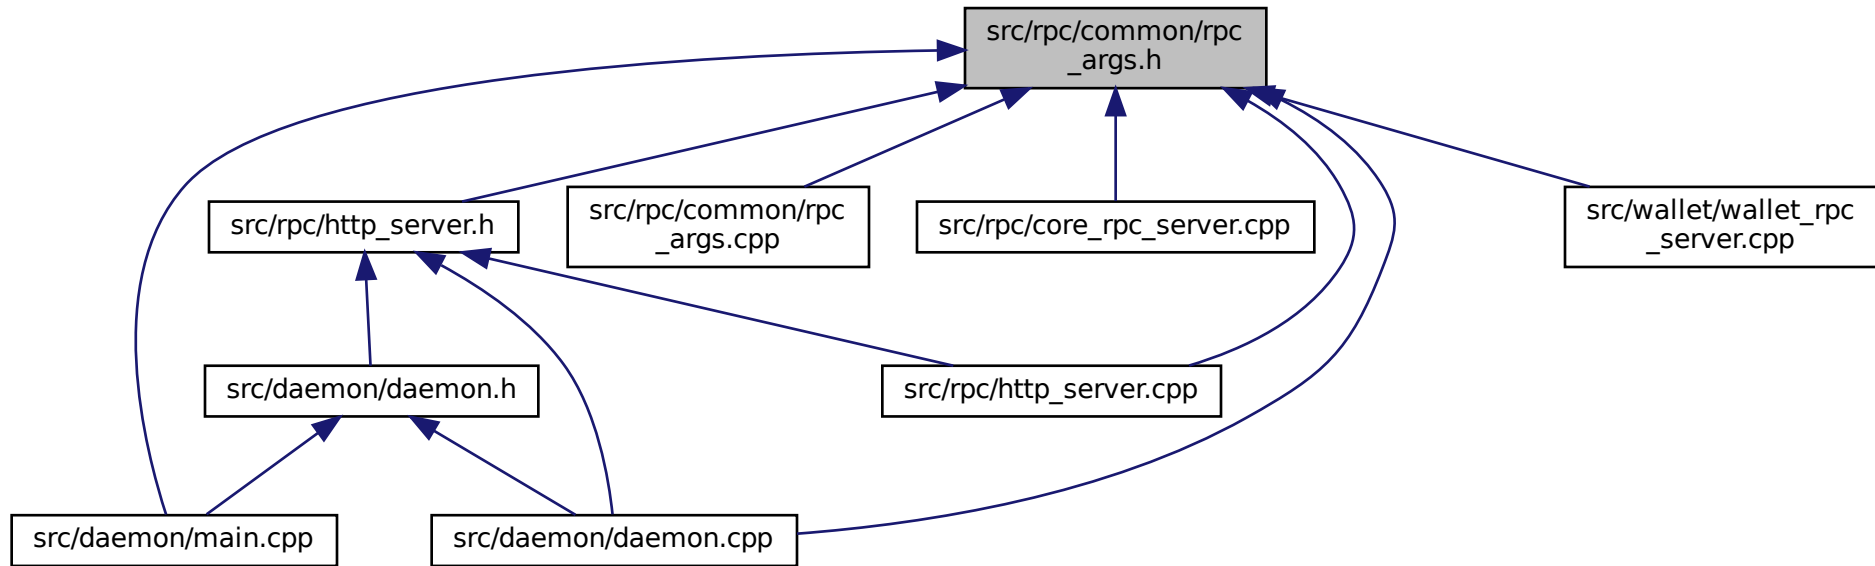 src/rpc/common/rpc
_args.h
src/rpc/http_server.h
src/rpc/common/rpc
_args.cpp
src/rpc/core_rpc_server.cpp
src/wallet/wallet_rpc
_server.cpp
src/daemon/daemon.h
src/rpc/http_server.cpp
src/daemon/main.cpp
src/daemon/daemon.cpp